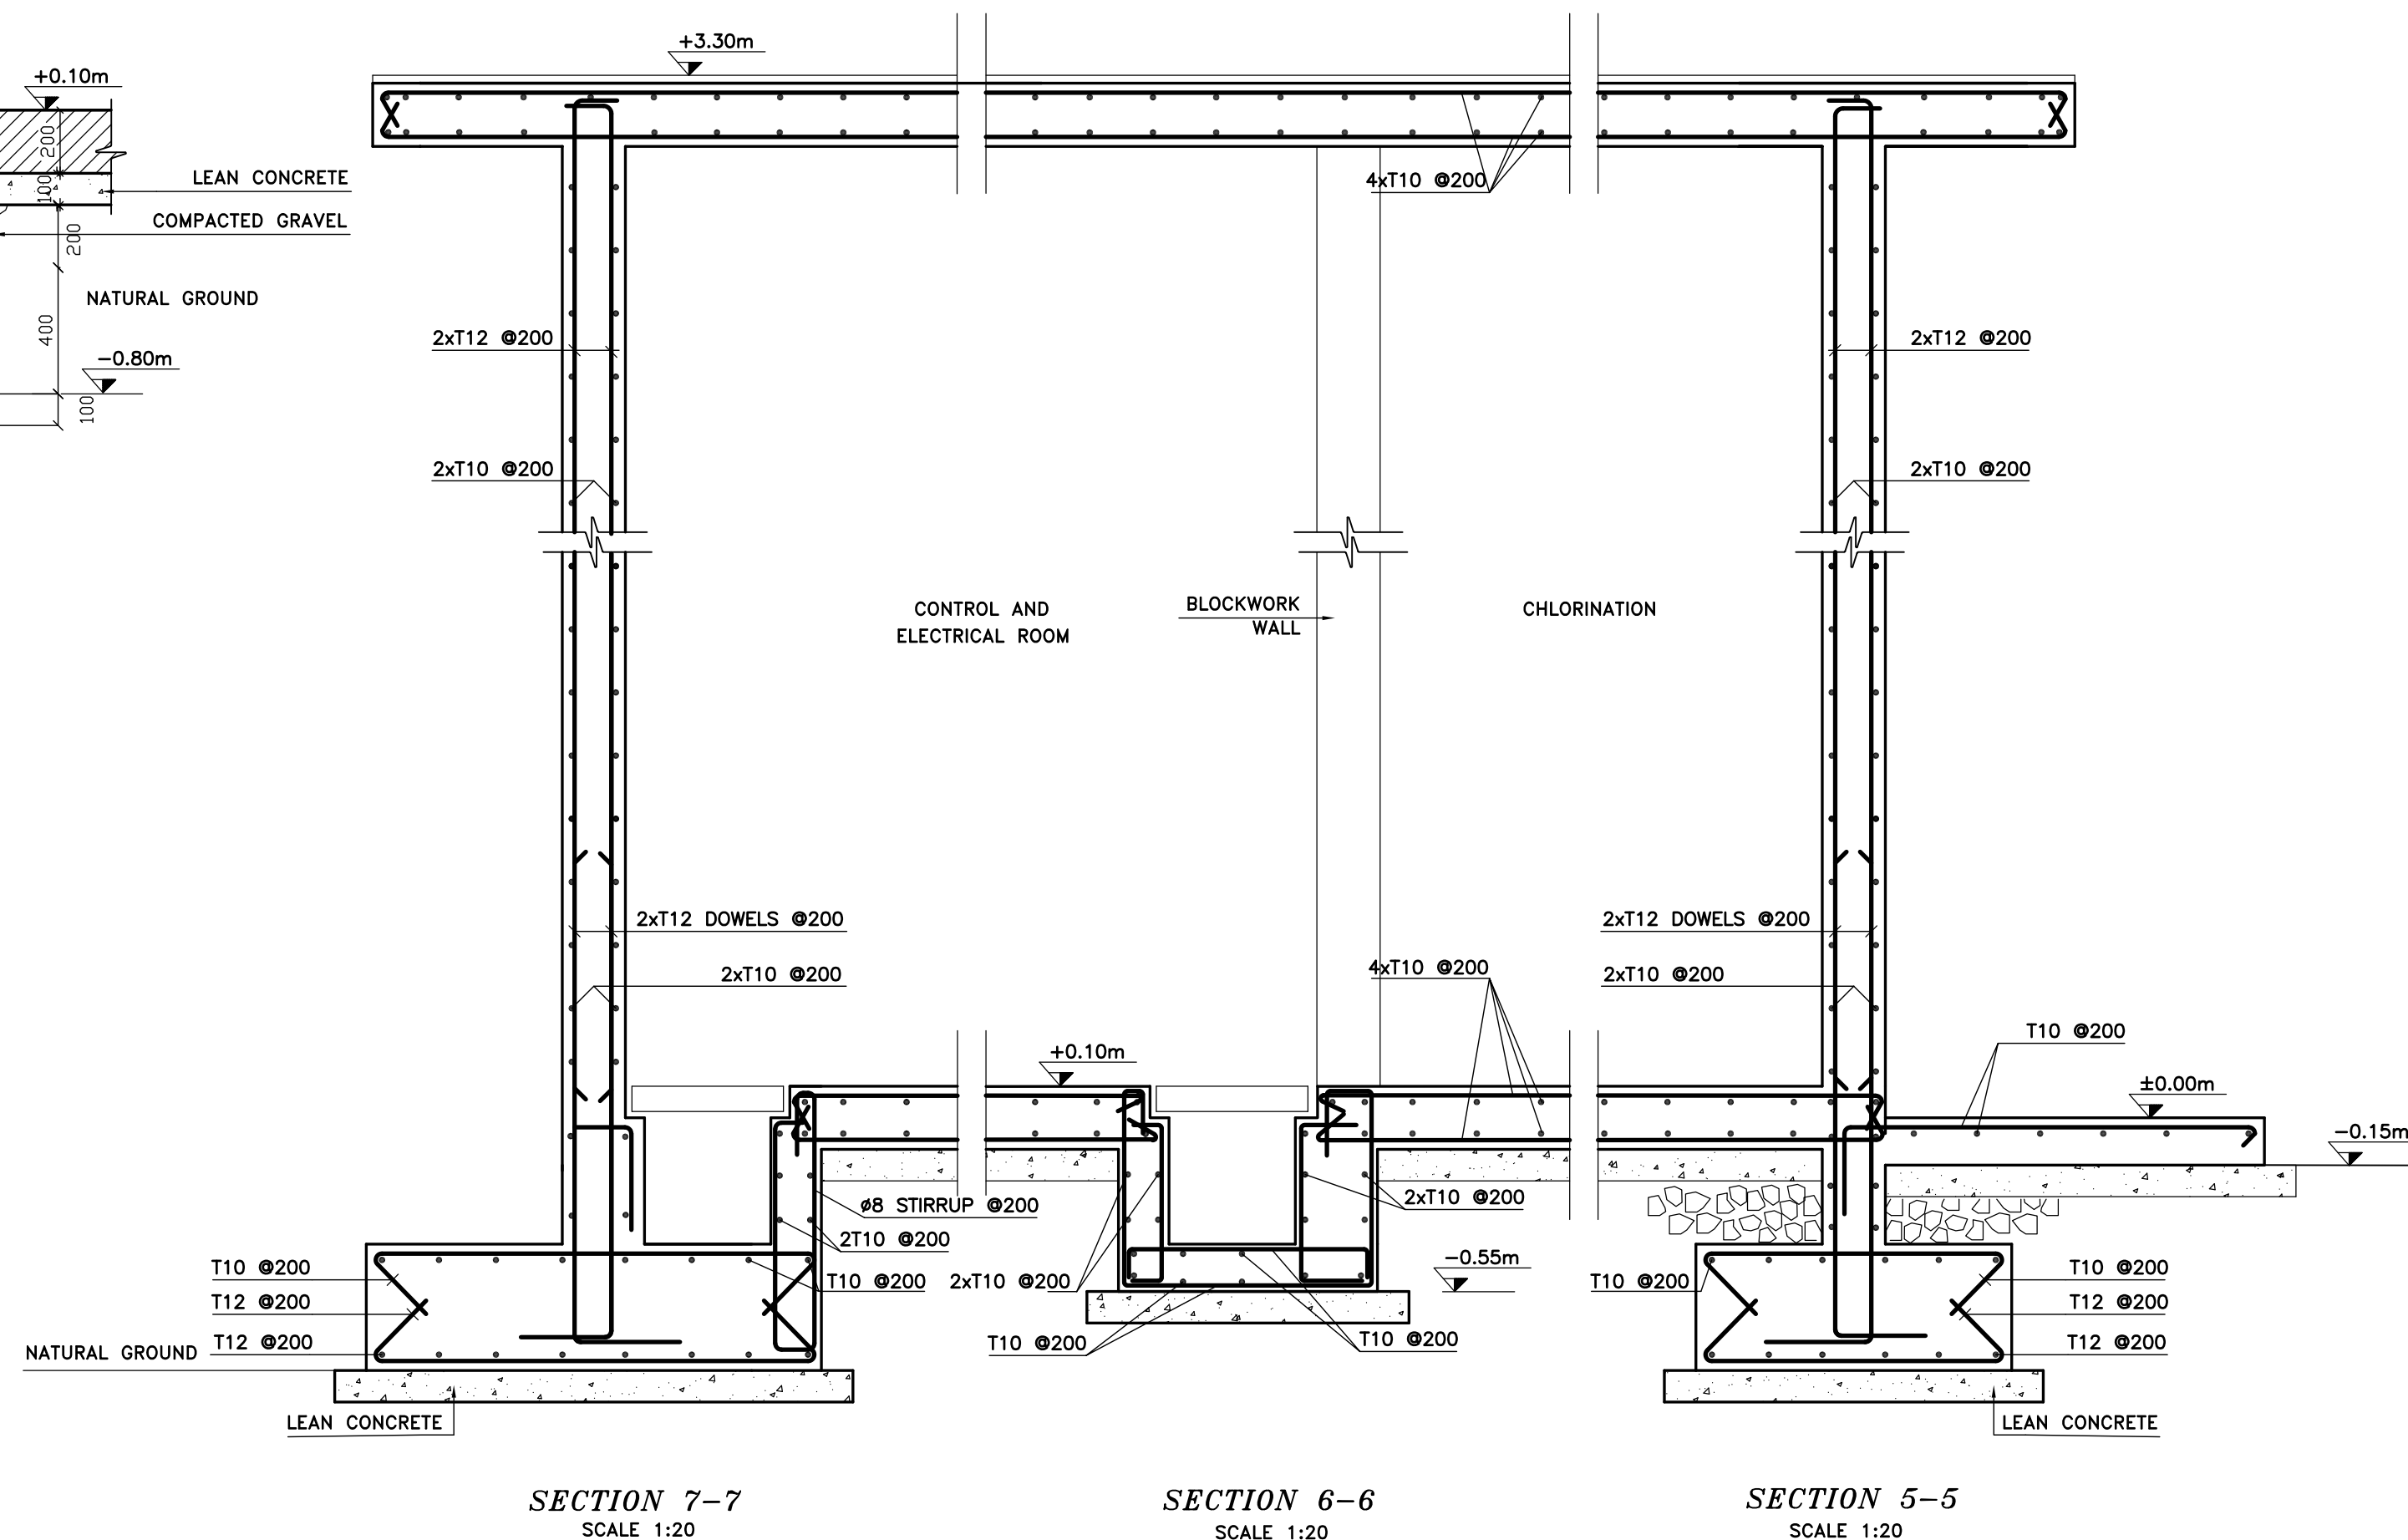 +3.30m
+0.10m
200
LEAN CONCRETE
100
4xT10 @200
COMPACTED GRAVEL
200
NATURAL GROUND
400
2xT12 @200
2xT12 @200
-0.80m
100
2xT10 @200
2xT10 @200
CONTROL AND
ELECTRICAL ROOM
BLOCKWORK
WALL
CHLORINATION
2xT12 DOWELS @200
2xT12 DOWELS @200
2xT10 @200
4xT10 @200
2xT10 @200
T10 @200
+0.10m
±0.00m
-0.15m
ø8 STIRRUP @200
2xT10 @200
2T10 @200
T10 @200
T10 @200
2xT10 @200
-0.55m
T10 @200
T10 @200
T12 @200
T12 @200
T12 @200
T10 @200
T10 @200
T12 @200
NATURAL GROUND
LEAN CONCRETE
LEAN CONCRETE
SECTION 7-7
SCALE 1:20
SECTION 6-6
SCALE 1:20
SECTION 5-5
SCALE 1:20